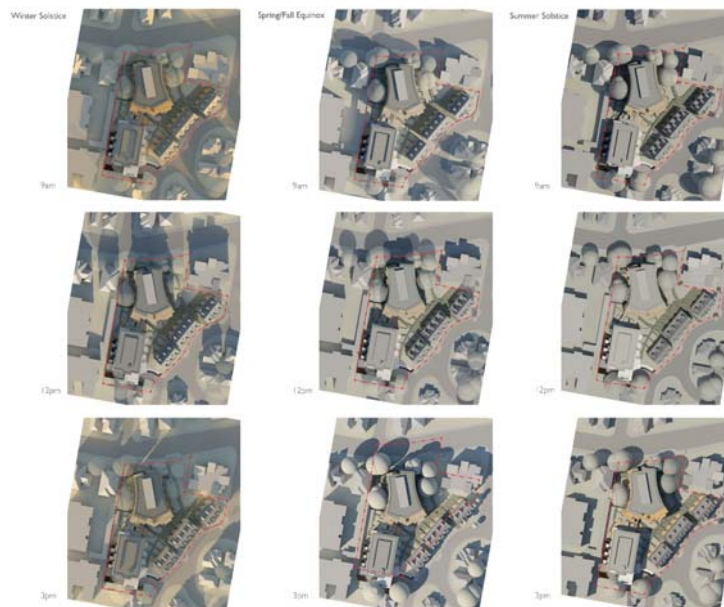 Winter Solstice
Spring/Fall Equinox
Summer Solstice
9am
9am
9am
12pm
12pm
12pm
3pm
3pm
3pm